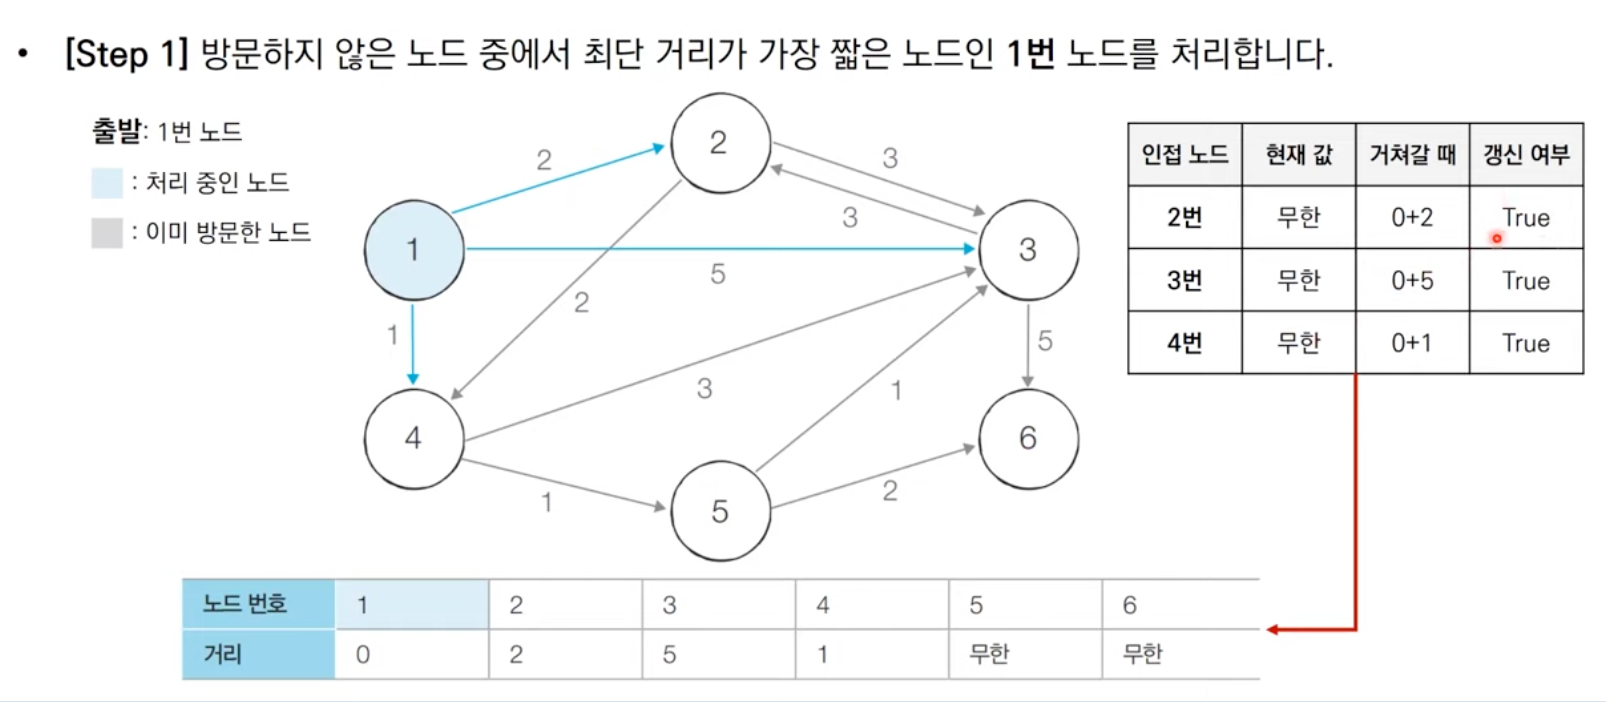 • [Step 1] 방문하지 않은 노드 중에서 최단 거리가 가장 짧은 노드인 1번 노드를 처리합니다.
출발: 1번 노드
: 처리 중인 노드
: 이미 방문한 노드
2
2
3
3
1
3
5
2
1
5
4
3
1
6
1
5
2
인접 노드 현재 값 거쳐갈 때 갱신 여부
2번 무한 0+2 True
3번 무한 0+5 True
4번 무한 0+1 True
노드 번호 1 2 3 4 5 6
거리 0 2 5 1 무한 무한